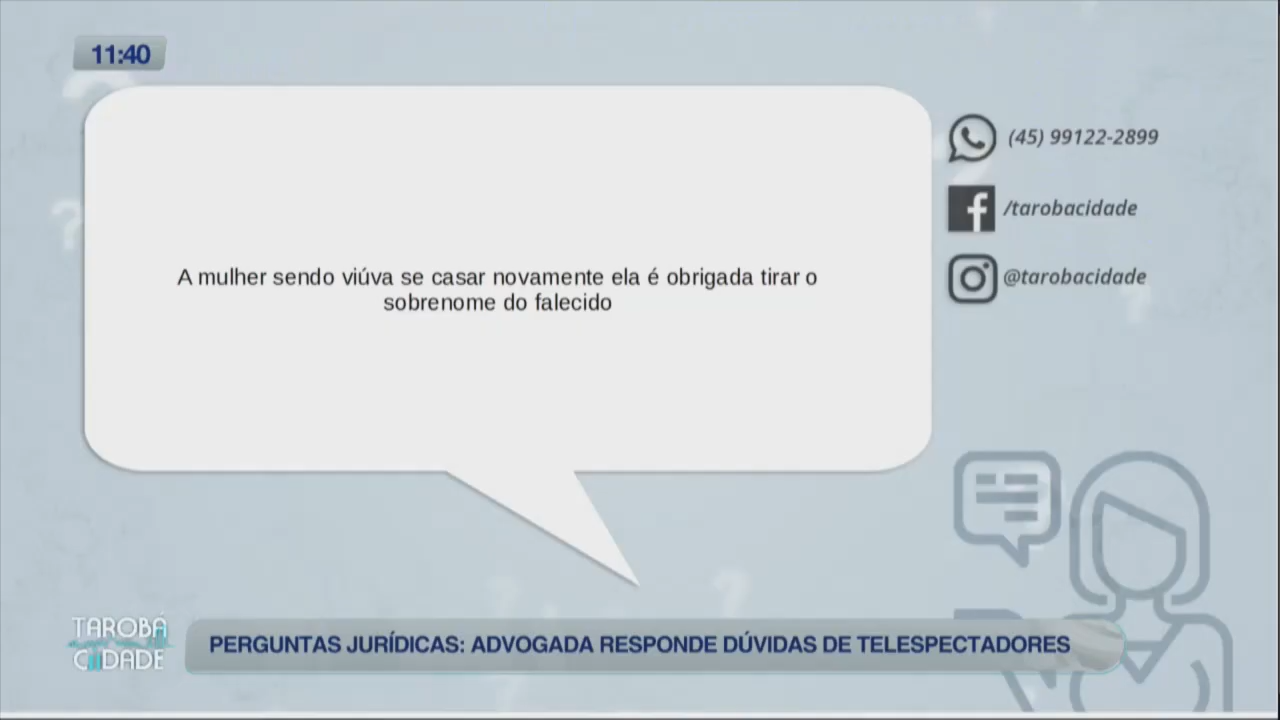 11:40
A mulher sendo viúva se casar novamente ela é obrigada tirar o
sobrenome do falecido
(45) 99122-2899
/tarobacidade
@tarobacidade
TAROBÁ
CIDADE
PERGUNTAS JURÍDICAS: ADVOGADA RESPONDE DÚVIDAS DE TELESPECTADORES